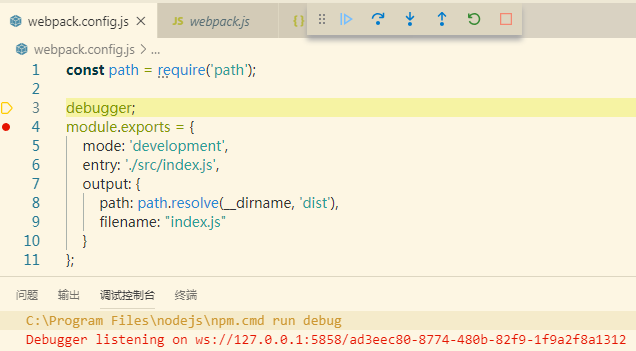 webpack.config.js
webpack.js
webpack.config.js > ...
1 const path = require('path');
2
3 debugger;
4 module.exports = {
5 mode: 'development',
6 entry: './src/index.js',
7 output: {
8 path: path.resolve(__dirname, 'dist'),
9 filename: "index.js"
10 }
11 };
问题 输出 调试控制台 终端
C:\Program Files\nodejs\npm.cmd run debug
Debugger listening on ws://127.0.0.1:5858/ad3eec80-8774-480b-82f9-1f9a2f8a1312